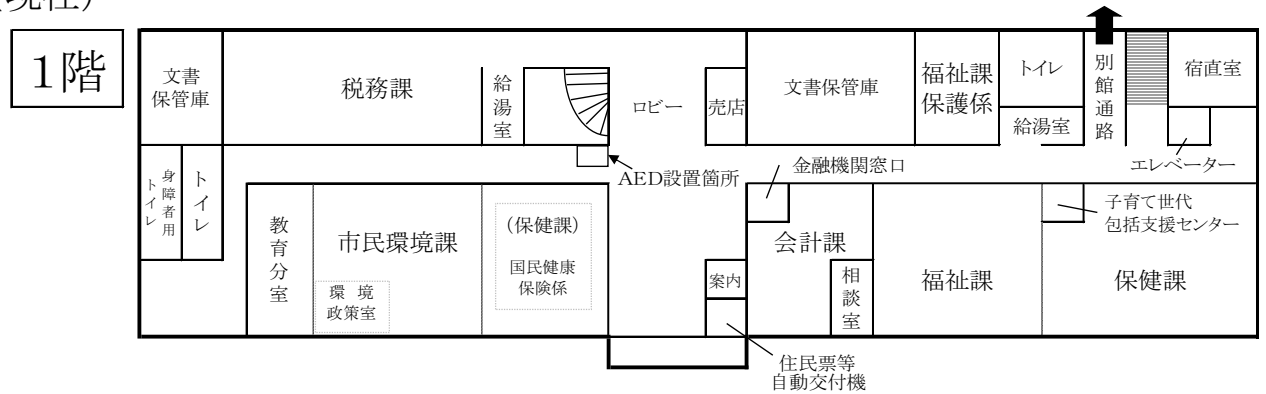 現在）
1階
文書
保管庫
税務課
給湯室
ロビー
売店
文書保管庫
福祉課
保護係
トイレ
給湯室
別館通路
宿直室
エレベーター
AED設置箇所
金融機関窓口
身障者用
トイレ
トイレ
教育分室
市民環境課
環境
政策室
（保健課）
国民健康
保険係
案内
会計課
相談室
福祉課
子育て世代
包括支援センター
保健課
住民票等
自動交付機